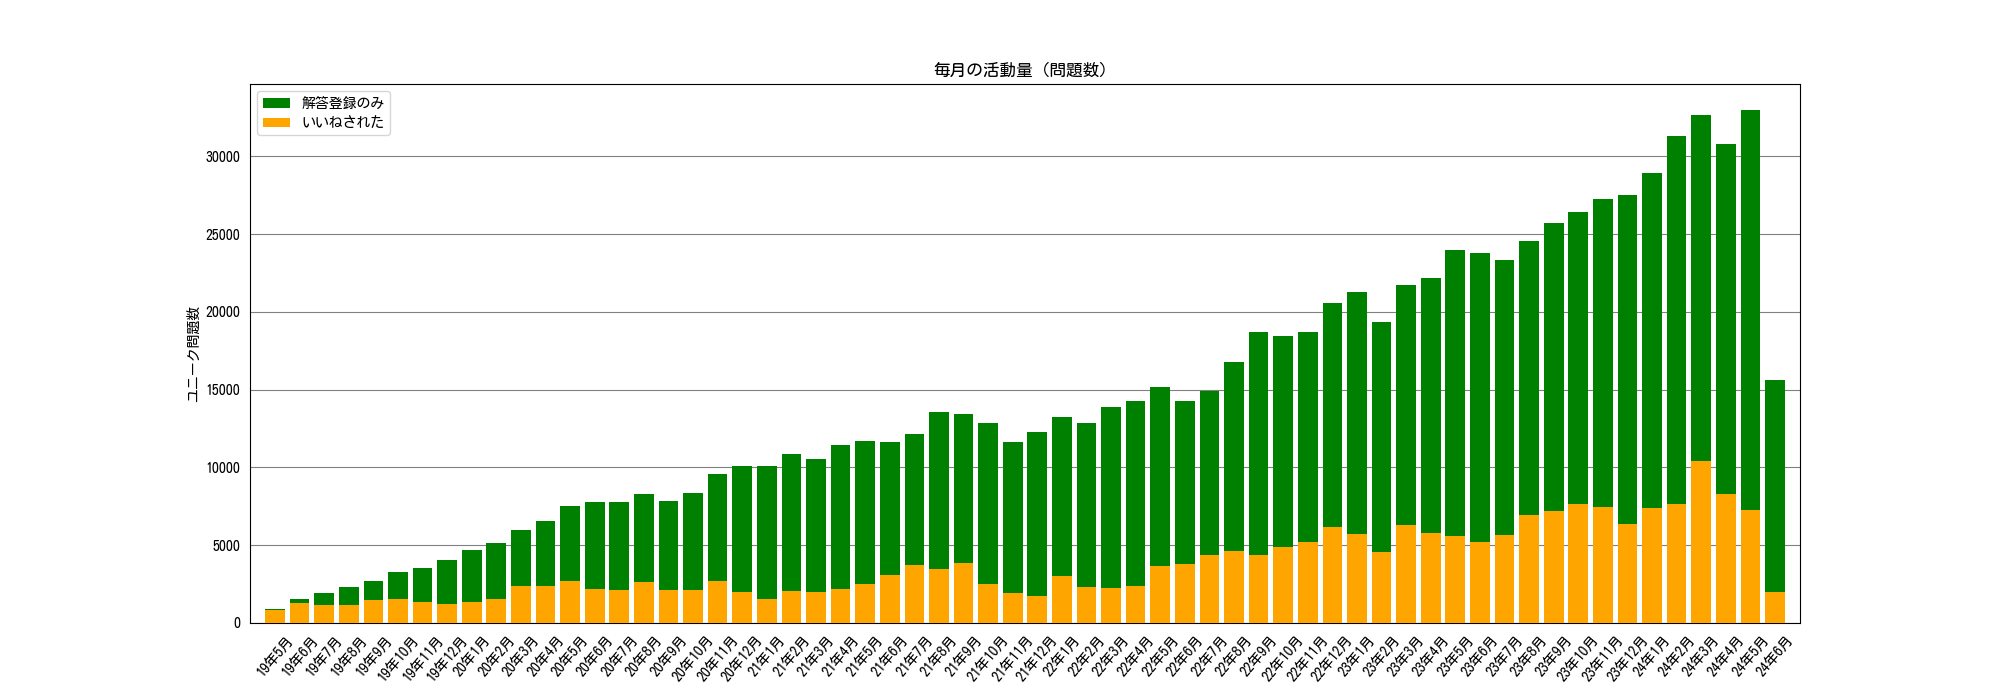 毎月の活動量（問題数）
解答登録のみ
いいねされた
ユニーク問題数
30000
25000
20000
15000
10000
5000
0
19年5月
19年6月
19年7月
19年8月
19年9月
19年10月
19年11月
19年12月
20年1月
20年2月
20年3月
20年4月
20年5月
20年6月
20年7月
20年8月
20年9月
20年10月
20年11月
20年12月
21年1月
21年2月
21年3月
21年4月
21年5月
21年6月
21年7月
21年8月
21年9月
21年10月
21年11月
21年12月
22年1月
22年2月
22年3月
22年4月
22年5月
22年6月
22年7月
22年8月
22年9月
22年10月
22年11月
22年12月
23年1月
23年2月
23年3月
23年4月
23年5月
23年6月
23年7月
23年8月
23年9月
23年10月
23年11月
23年12月
24年1月
24年2月
24年3月
24年4月
24年5月
24年6月